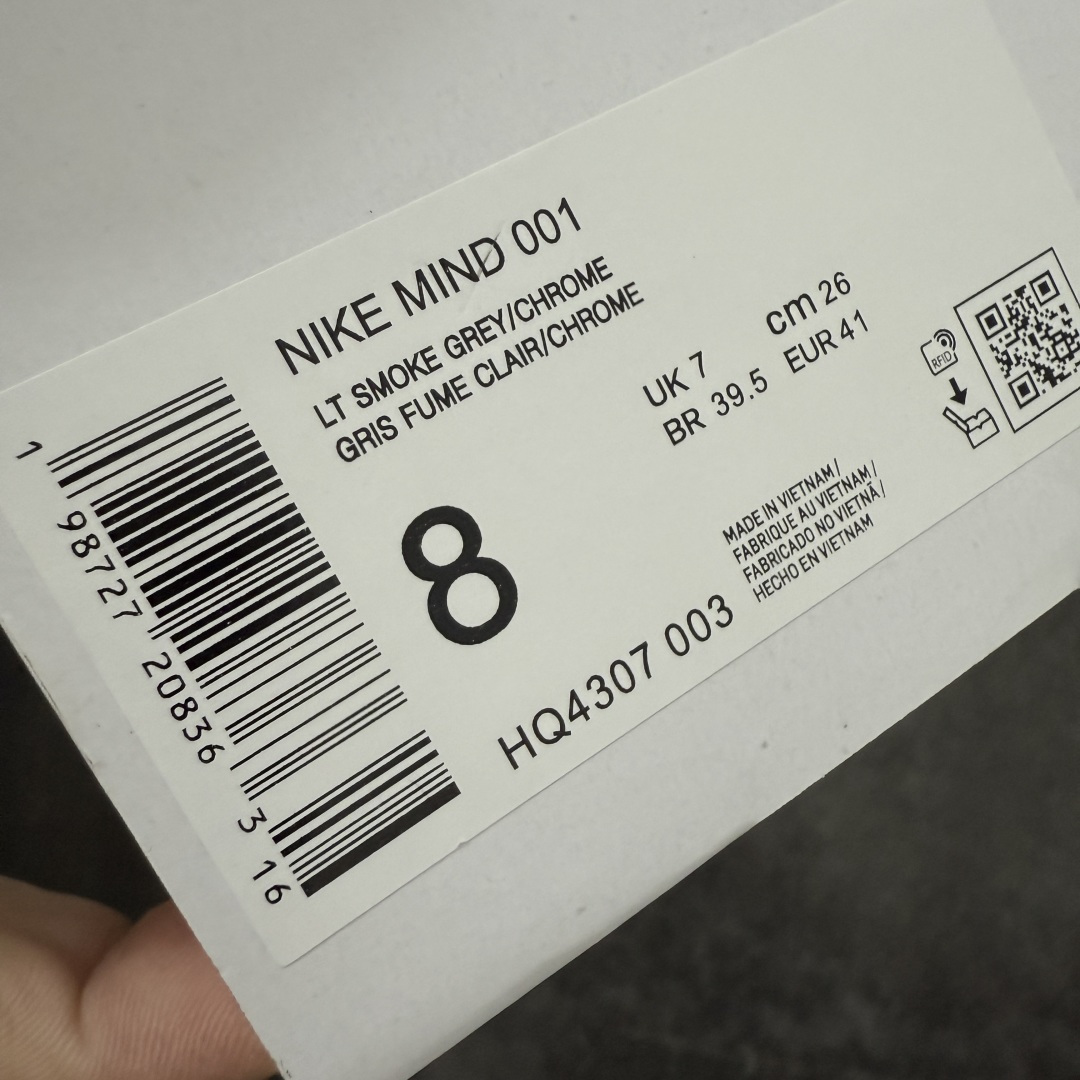 NIKE MIND 001
LT SMOKE GREY/CHROME
GRIS FUME CLAIR/CHROME
8
UK 7
cm 26
BR 39.5
EUR 41
RFID
MADE IN VIETNAM/
FABRIQUE AU VIETNAM/
FABRICADO NO VIETNÃ/
HECHO EN VIETNAM
HQ4307 003
1 98727 20836 3 16